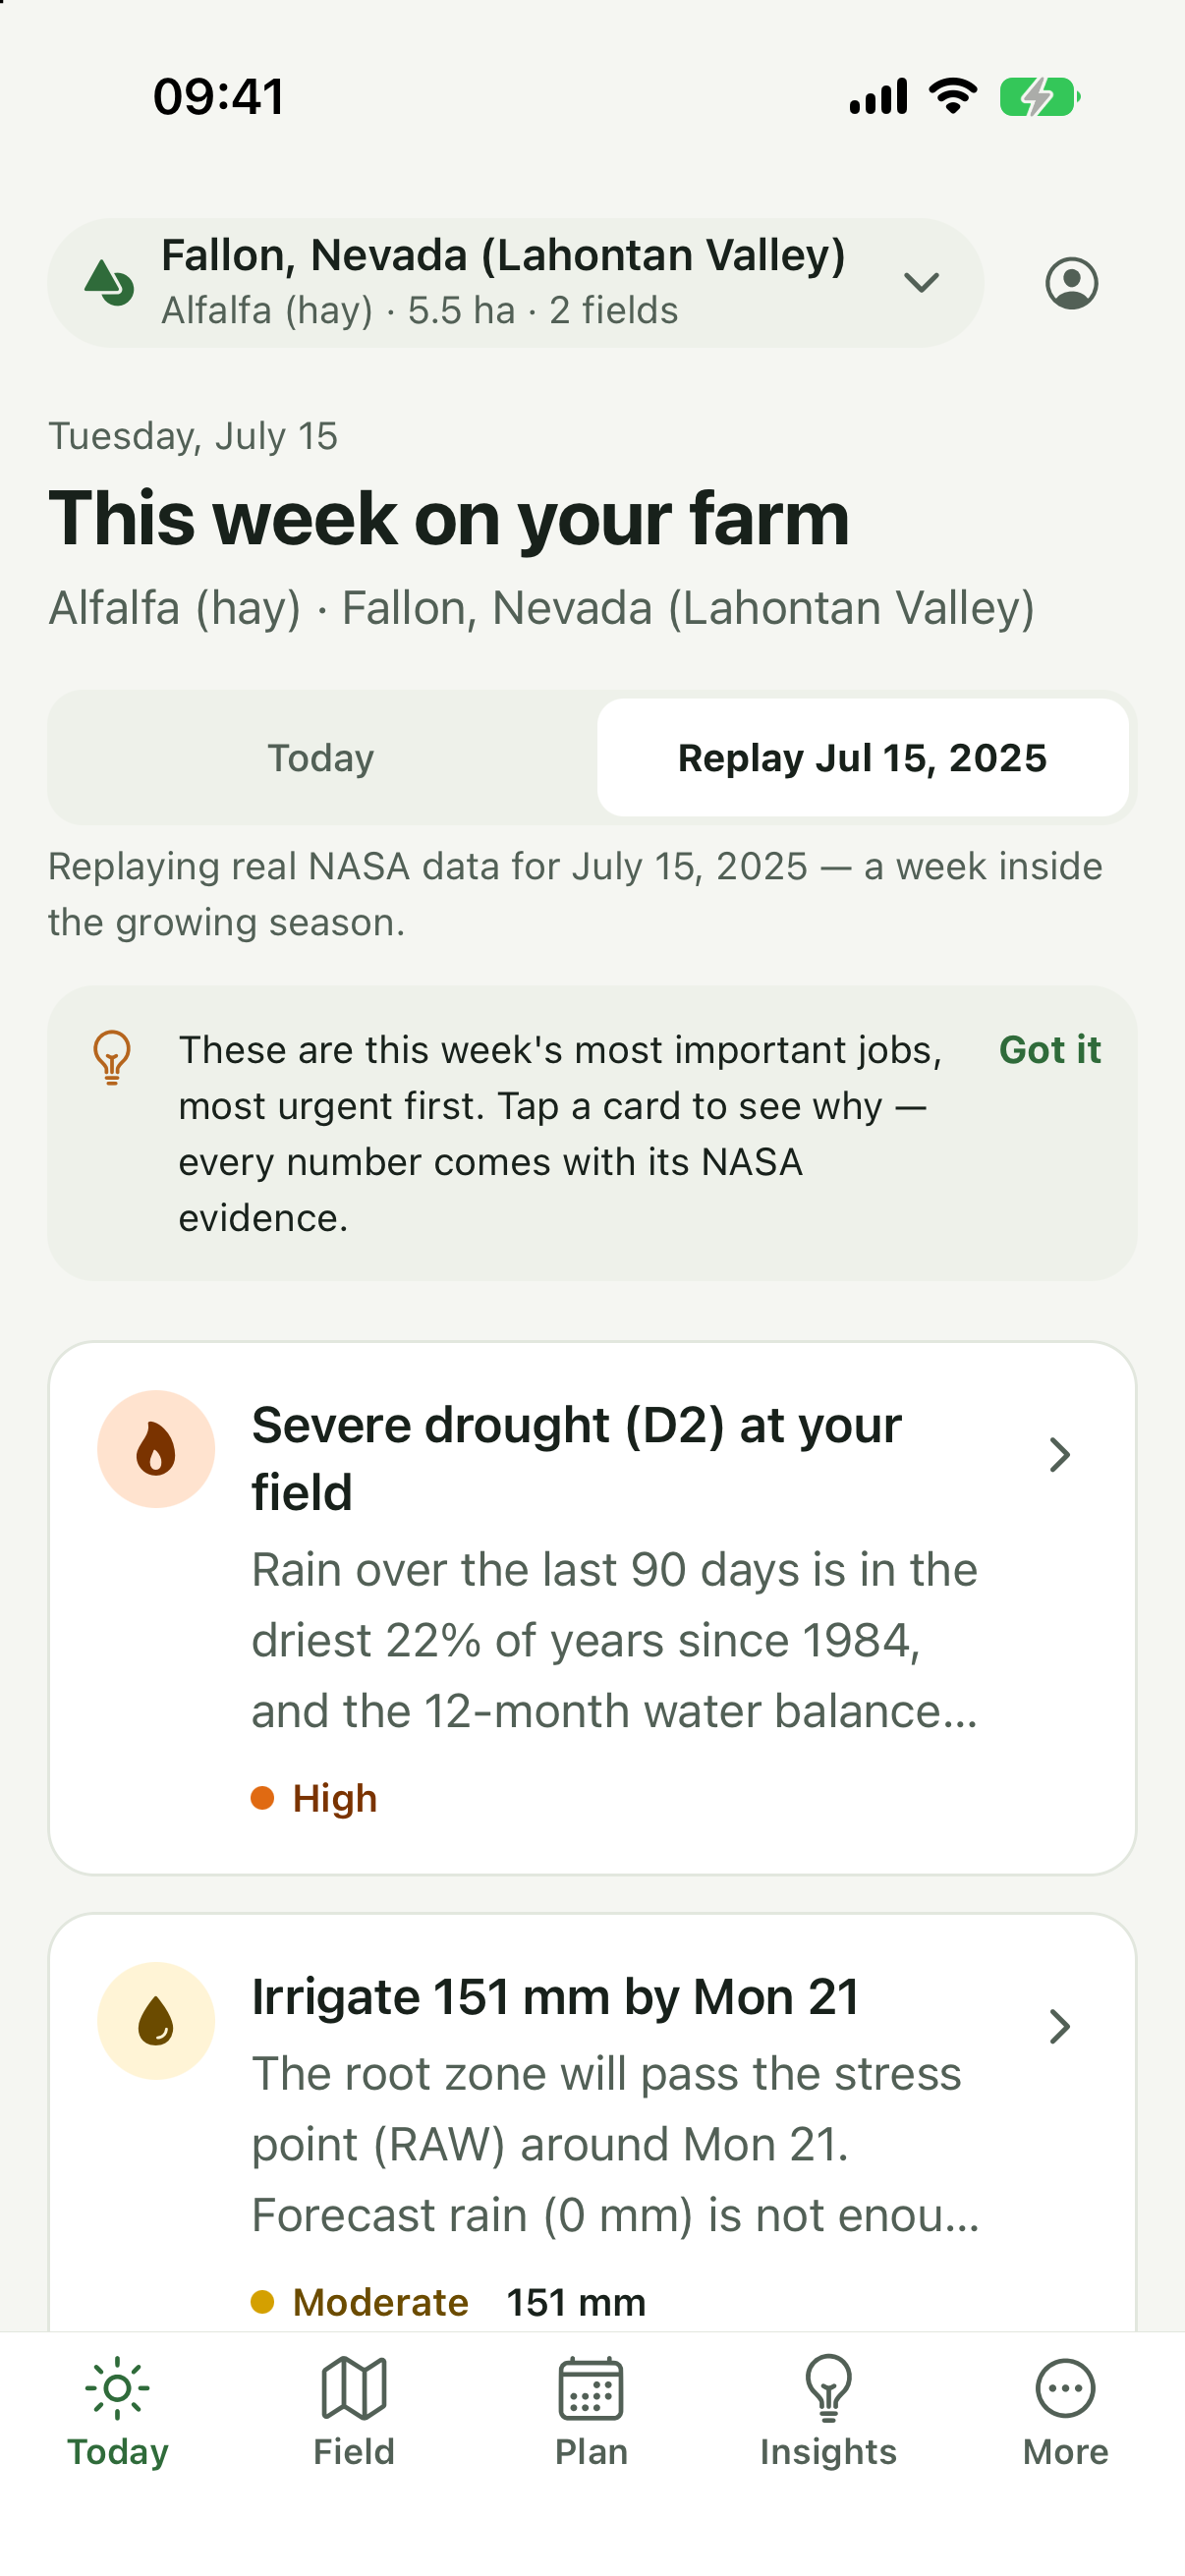 09:41
Fallon, Nevada (Lahontan Valley)
Alfalfa (hay) · 5.5 ha · 2 fields
Tuesday, July 15
This week on your farm
Alfalfa (hay) · Fallon, Nevada (Lahontan Valley)
Today
Replay Jul 15, 2025
Replaying real NASA data for July 15, 2025 — a week inside
the growing season.
These are this week's most important jobs,
most urgent first. Tap a card to see why —
every number comes with its NASA
evidence.
Got it
Severe drought (D2) at your
field
Rain over the last 90 days is in the
driest 22% of years since 1984,
and the 12-month water balance...
High
Irrigate 151 mm by Mon 21
The root zone will pass the stress
point (RAW) around Mon 21.
Forecast rain (0 mm) is not enou...
Moderate 151 mm
Today
Field
Plan
Insights
More